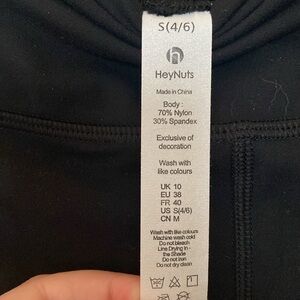 S(4/6)
HeyNuts
Made in China
Body :
70% Nylon
30% Spandex
Exclusive of
decoration
Wash with
like colours
UK 10
EU 38
FR 40
US S(4/6)
CN M
Wash with like colours
Machine wash cold
Do not bleach
Line Drying in
the Shade
Do not iron
Do not dry clean